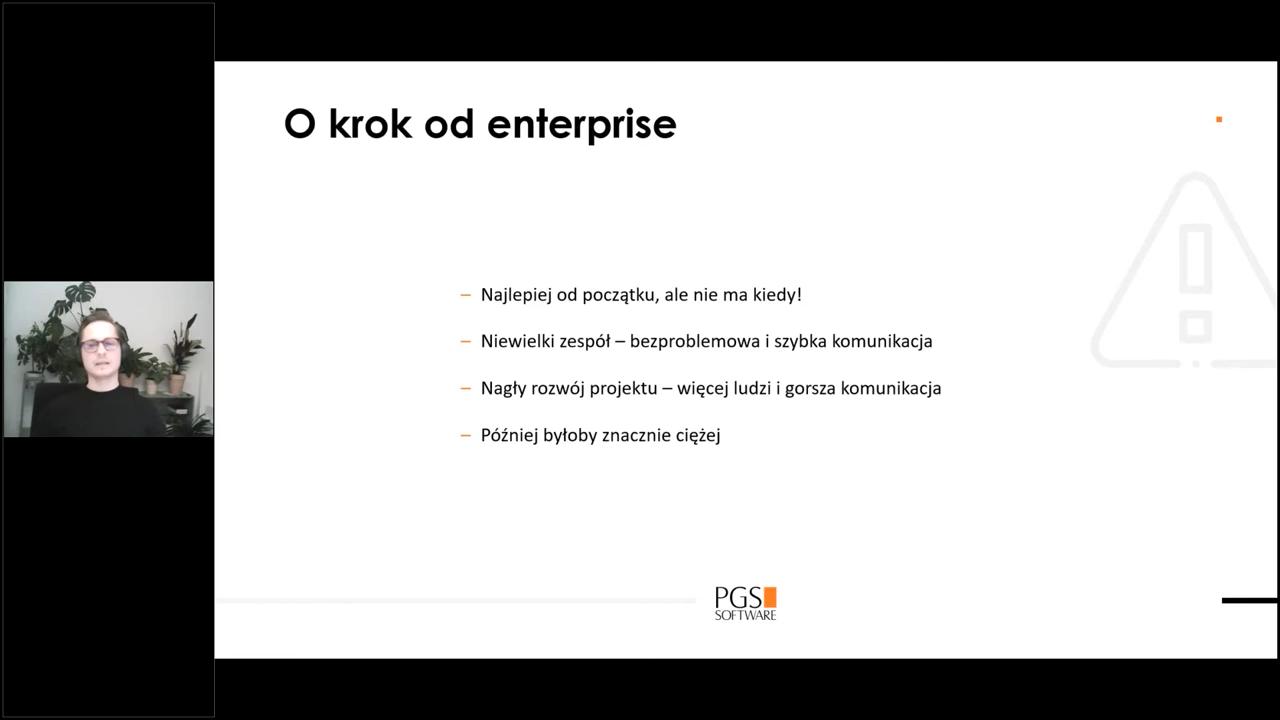 O krok od enterprise
– Najlepiej od początku, ale nie ma kiedy!
– Niewielki zespół – bezproblemowa i szybka komunikacja
– Nagły rozwój projektu – więcej ludzi i gorsza komunikacja
– Później byłoby znacznie ciężej
PGS
SOFTWARE